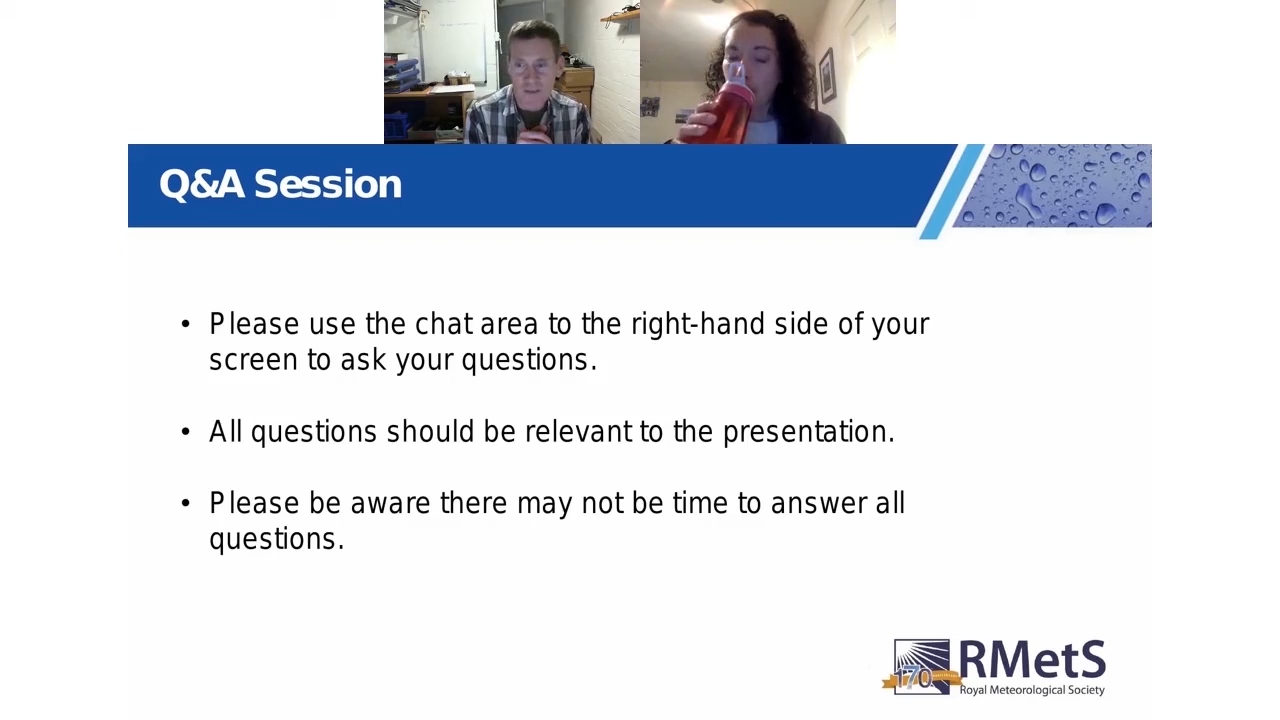 Q&A Session
• Please use the chat area to the right-hand side of your
screen to ask your questions.
• All questions should be relevant to the presentation.
• Please be aware there may not be time to answer all
questions.
RMetS
170
Royal Meteorological Society